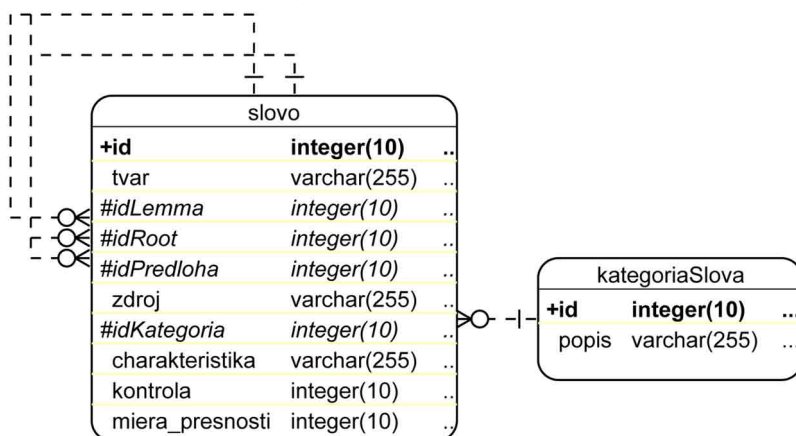 slovo
+id integer(10) ..
tvar varchar(255) ..
#idLemma integer(10) ..
#idRoot integer(10) ..
#idPredloha integer(10) ..
zdroj varchar(255) ..
#idKategoria integer(10) ..
charakteristika varchar(255) ..
kontrola integer(10) ..
miera_presnosti integer(10) ..
kategoriaSlova
+id integer(10) ...
popis varchar(255) ...